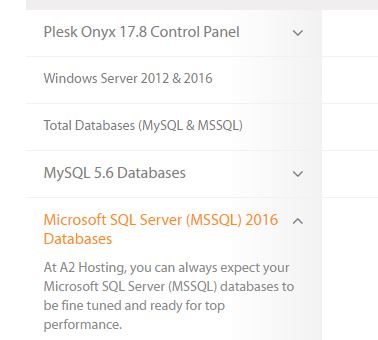 Plesk Onyx 17.8 Control Panel
Windows Server 2012 & 2016
Total Databases (MySQL & MSSQL)
MySQL 5.6 Databases
Microsoft SQL Server (MSSQL) 2016
Databases
At A2 Hosting, you can always expect your
Microsoft SQL Server (MSSQL) databases to
be fine tuned and ready for top
performance.